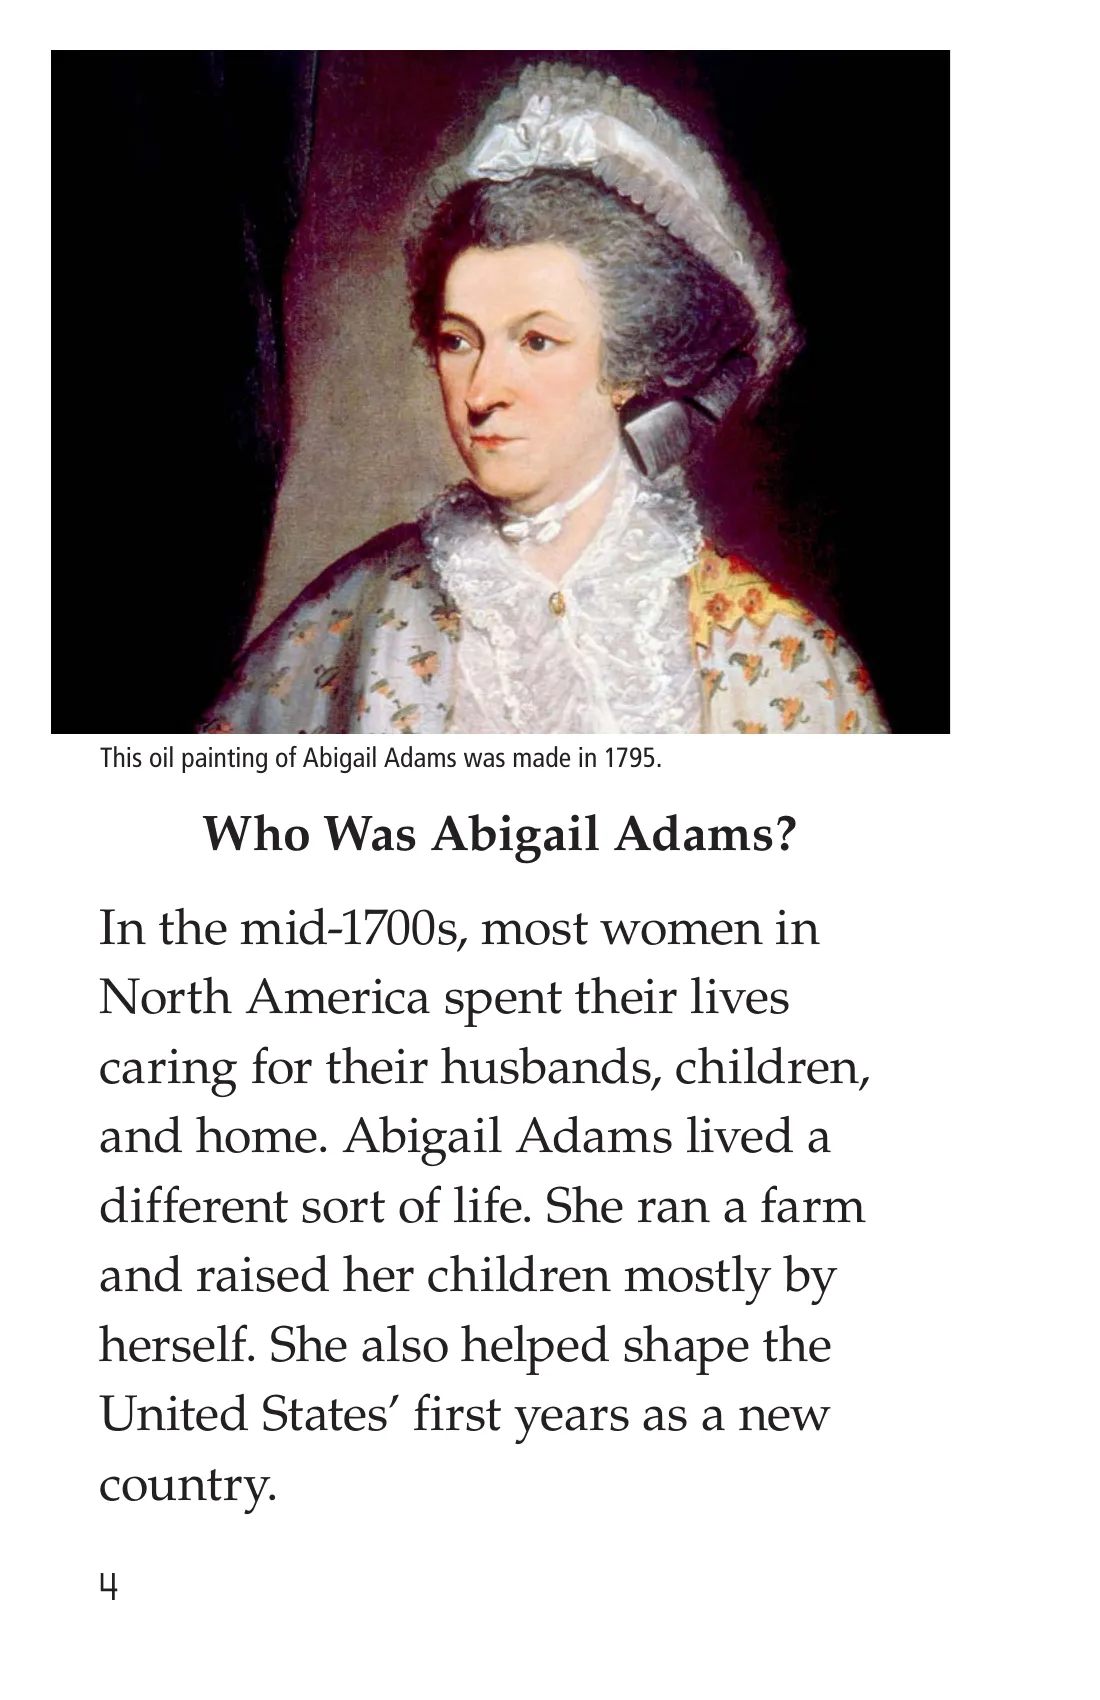 This oil painting of Abigail Adams was made in 1795.
Who Was Abigail Adams?
In the mid-1700s, most women in
North America spent their lives
caring for their husbands, children,
and home. Abigail Adams lived a
different sort of life. She ran a farm
and raised her children mostly by
herself. She also helped shape the
United States’ first years as a new
country.
4